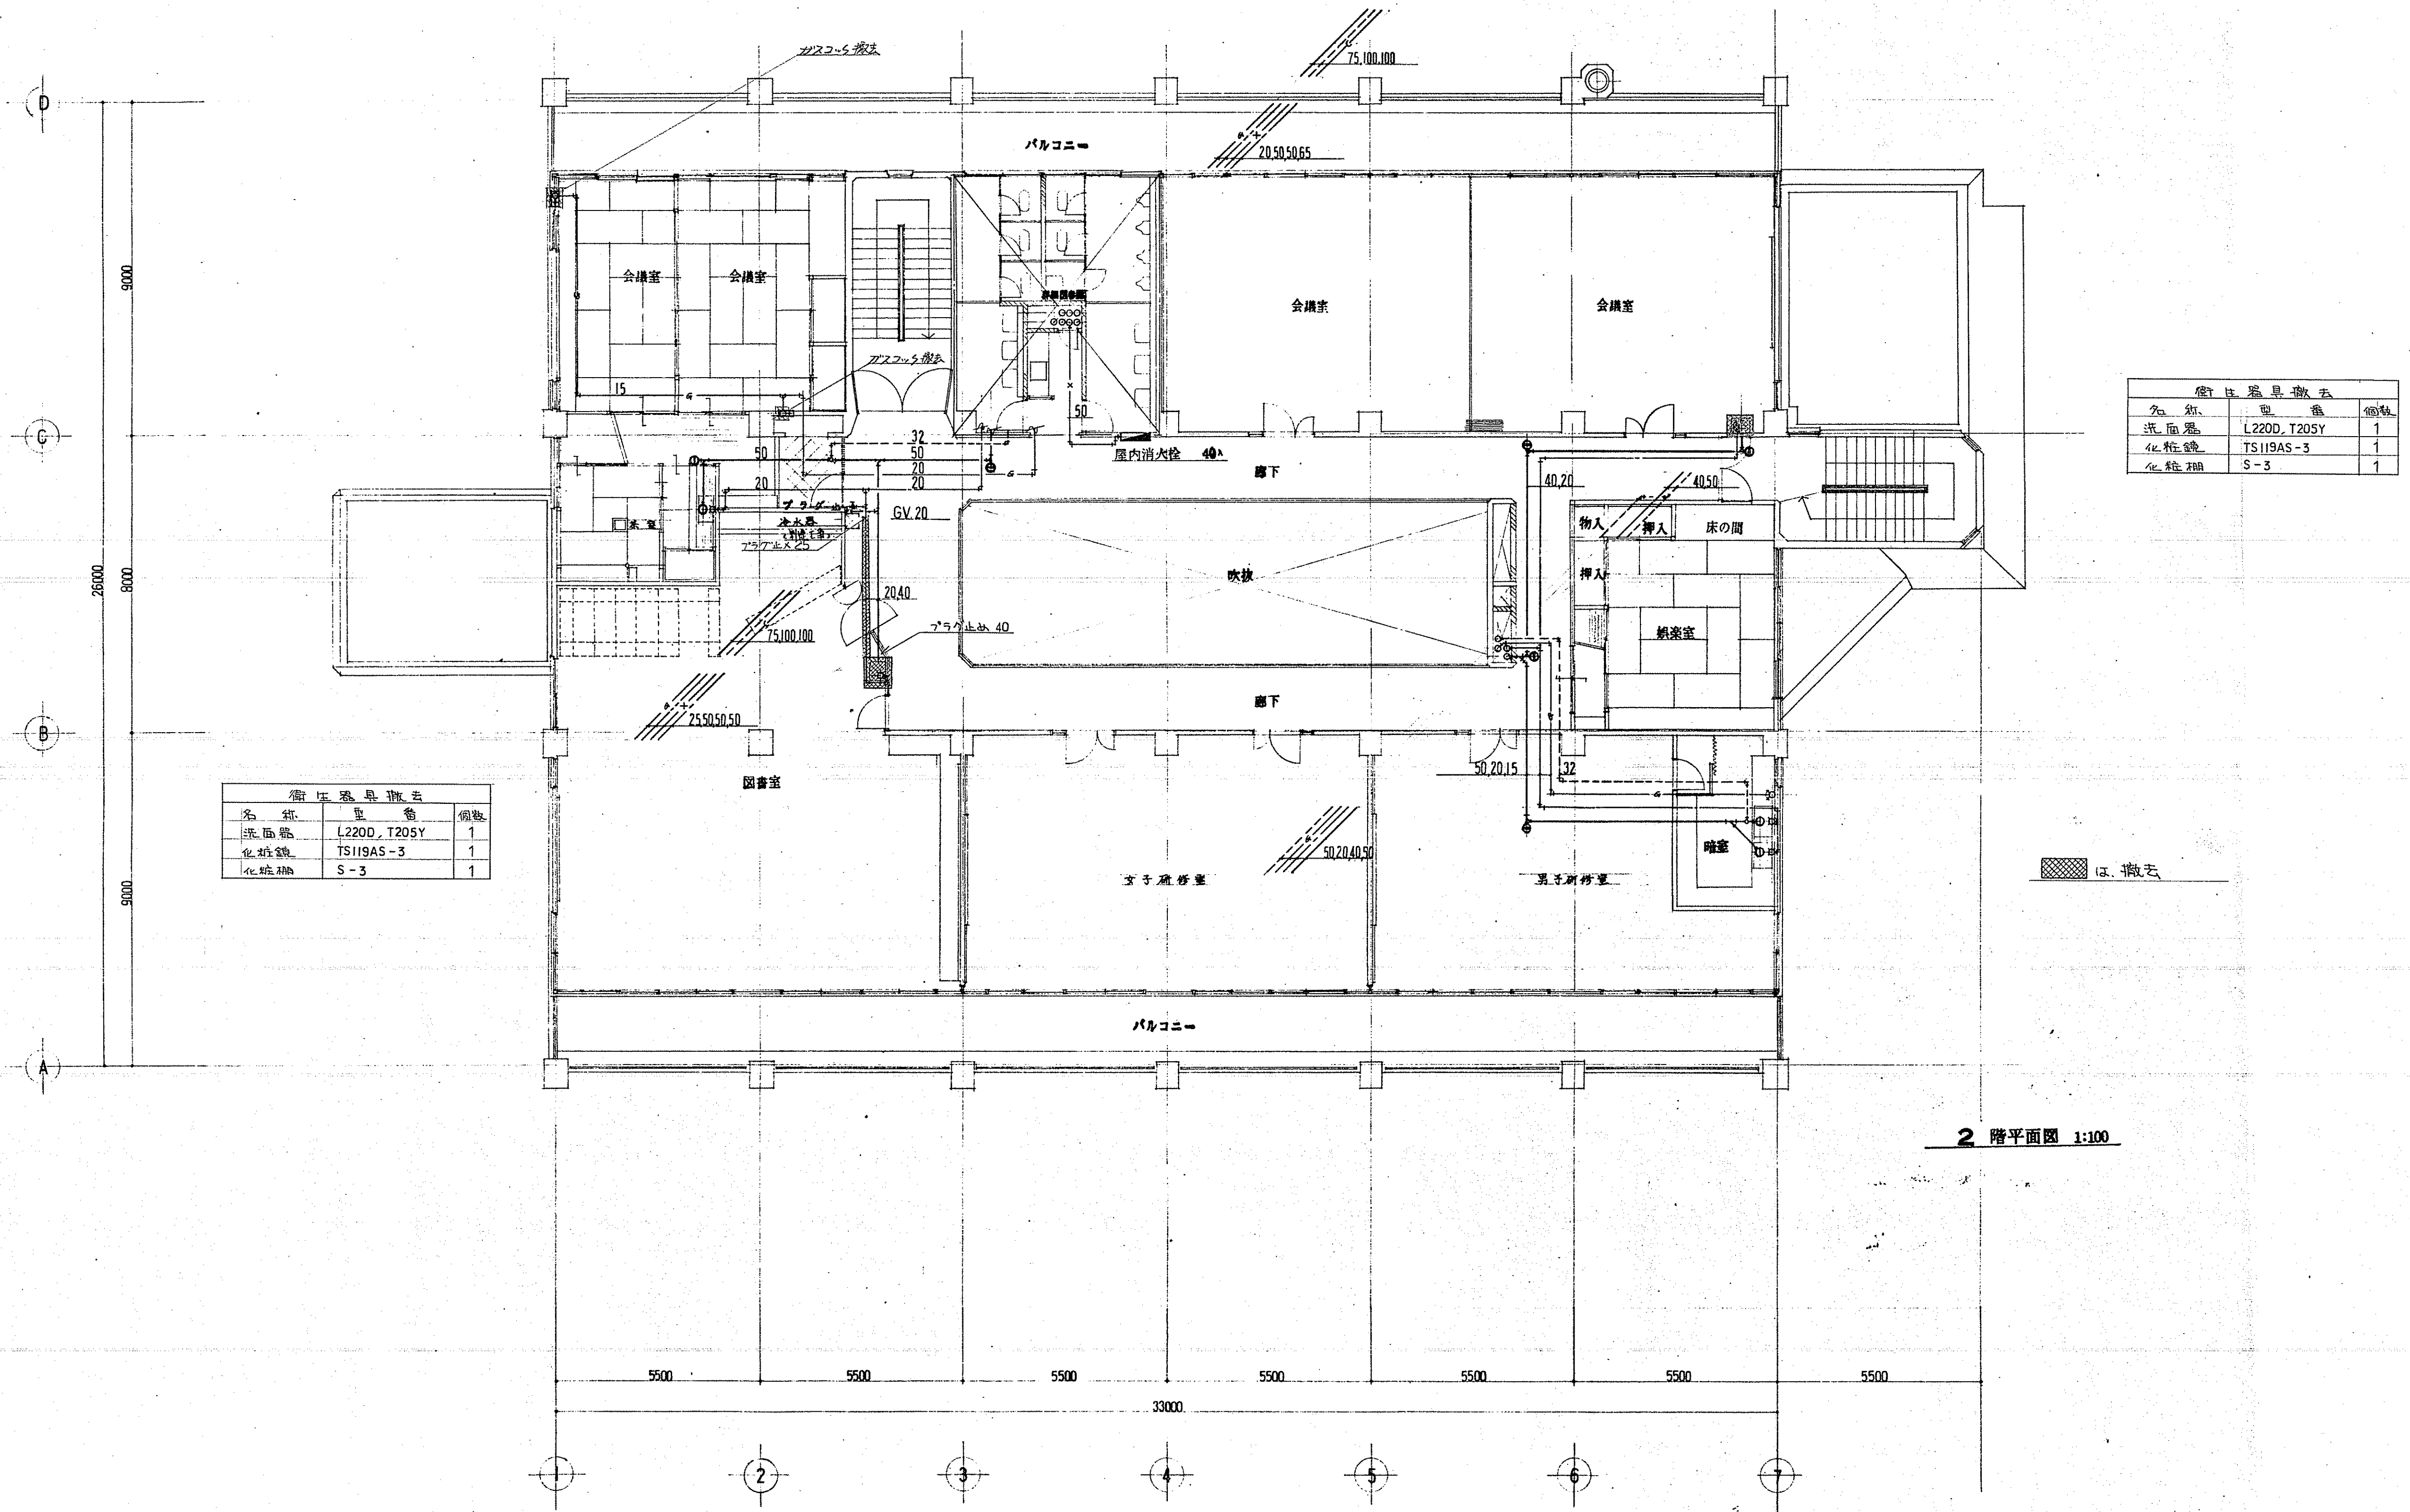 ガスコック撤去
75,100,100
D
バルコニー
20,50,50,65
9000
会議室
会議室
会議室
会議室
ガスコック撤去
15
G
50
C
32
50
50
20
20
20
屋内消火栓
廊下
40,20
40,50
衛生器具撤去
名称 型番 個数
洗面器 L220D, T205Y 1
化粧鏡 TS119AS-3 1
化粧棚 S-3 1
GV.20
冷水器
プラグ止メ 25
茶室
物入
押入
床の間
押入
吹抜
娯楽室
26000
8000
20,40
プラグ止め 40
75,100,100
25,50,50,50
廊下
B
50,20,15
32
図書室
衛生器具撤去
名称 型番 個数
洗面器 L220D, T205Y 1
化粧鏡 TS119AS-3 1
化粧棚 S-3 1
9000
50,20,40,50
暗室
女子研修室
男子研修室
は、撤去
バルコニー
A
2 階平面図 1:100
5500
5500
5500
5500
5500
5500
5500
33000
1
2
3
4
5
6
7